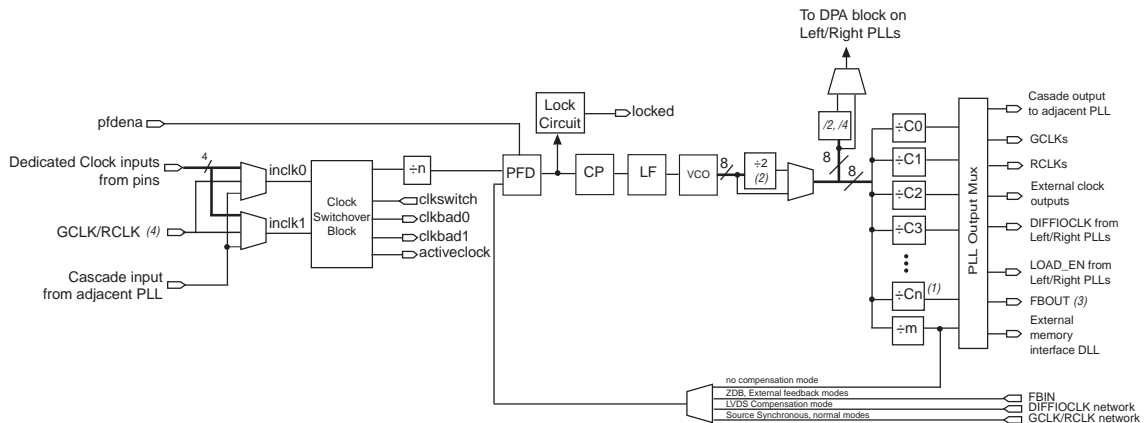 To DPA block on
Left/Right PLLs
Lock
Circuit
locked
/2, /4
pfdena
÷C0
÷C1
÷C2
÷C3
÷Cn
(1)
÷m
PLL Output Mux
Casade output
to adjacent PLL
GCLKs
RCLKs
External clock
outputs
DIFFIOCLK from
Left/Right PLLs
LOAD_EN from
Left/Right PLLs
FBOUT (3)
External
memory
interface DLL
Dedicated Clock inputs
from pins
4
inclk0
÷n
PFD
CP
LF
VCO
8
÷2
(2)
8
8
GCLK/RCLK (4)
inclk1
Clock
Switchover
Block
clkswitch
clkbad0
clkbad1
activeclock
Cascade input
from adjacent PLL
no compensation mode
ZDB, External feedback modes
LVDS Compensation mode
Source Synchronous, normal modes
FBIN
DIFFIOCLK network
GCLK/RCLK network